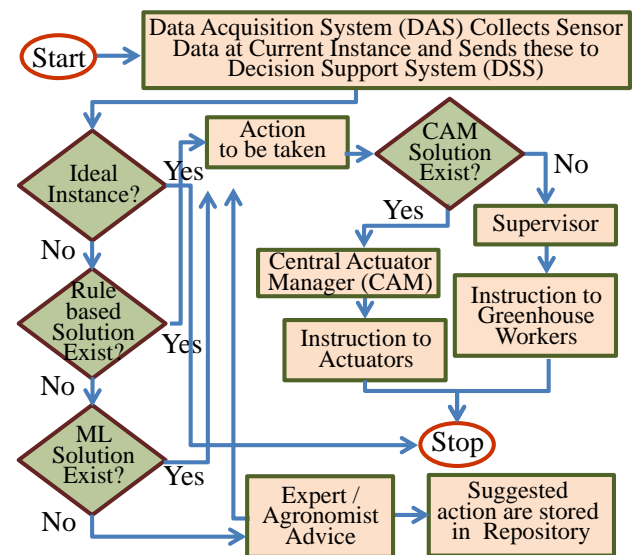 Start
Data Acquisition System (DAS) Collects Sensor
Data at Current Instance and Sends these to
Decision Support System (DSS)
Ideal
Instance?
Yes
No
Action
to be taken
CAM
Solution
Exist?
No
Yes
Supervisor
Central Actuator
Manager (CAM)
Instruction to
Greenhouse
Workers
Instruction to
Actuators
Rule
based
Solution
Exist?
Yes
No
Stop
ML
Solution
Exist?
Yes
No
Expert /
Agronomist
Advice
Suggested
action are stored
in Repository